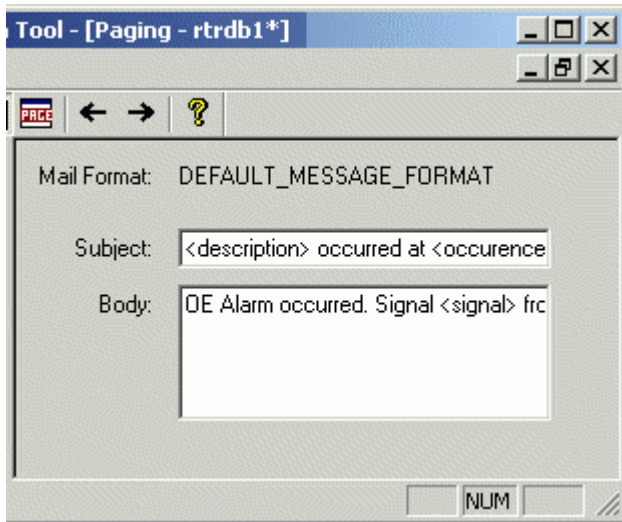 Tool - [Paging - rtrdb1*]
PAGE
Mail Format: DEFAULT_MESSAGE_FORMAT
Subject: <description> occurred at <occurence
Body: OE Alarm occurred. Signal <signal> frc
NUM